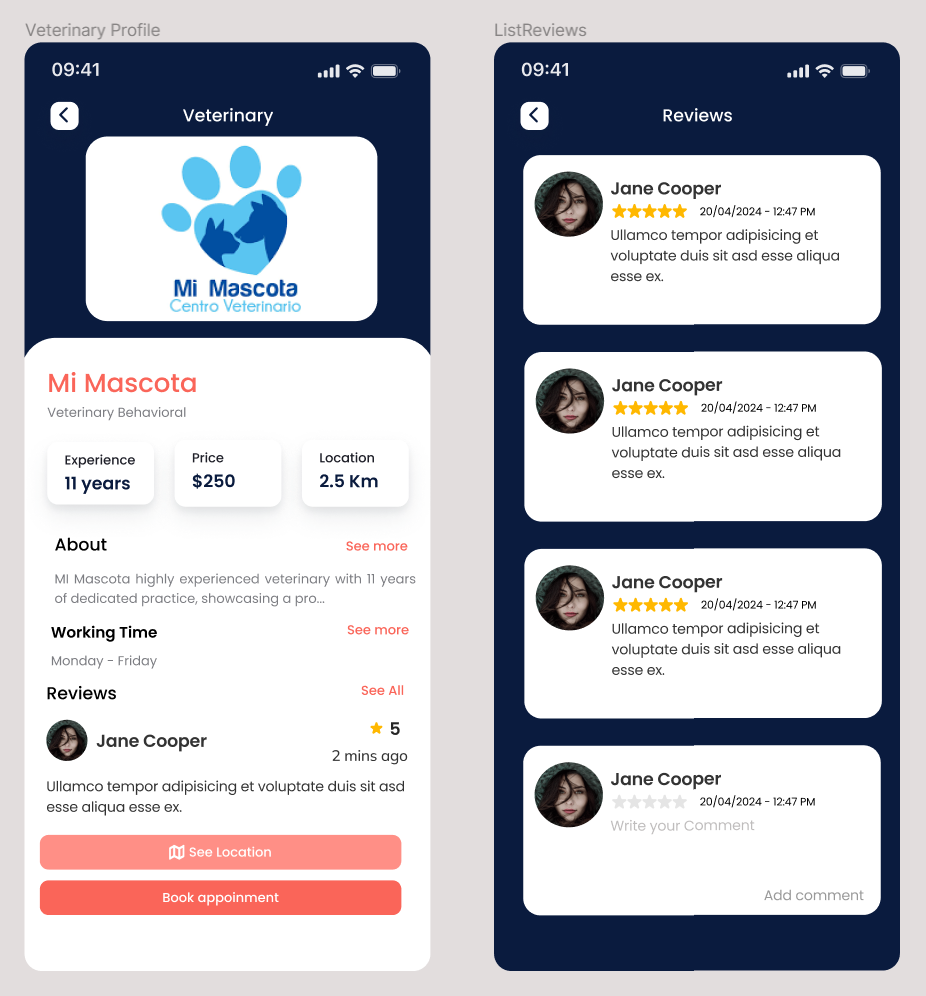 Veterinary Profile
09:41
Veterinary
Mi Mascota
Centro Veterinario
Mi Mascota
Veterinary Behavioral
Experience
11 years
Price
$250
Location
2.5 Km
About
See more
MI Mascota highly experienced veterinary with 11 years
of dedicated practice, showcasing a pro...
Working Time
See more
Monday - Friday
Reviews
See All
Jane Cooper
5
2 mins ago
Ullamco tempor adipisicing et voluptate duis sit asd
esse aliqua esse ex.
See Location
Book appoinment
ListReviews
09:41
Reviews
Jane Cooper
20/04/2024 - 12:47 PM
Ullamco tempor adipisicing et
voluptate duis sit asd esse aliqua
esse ex.
Jane Cooper
20/04/2024 - 12:47 PM
Ullamco tempor adipisicing et
voluptate duis sit asd esse aliqua
esse ex.
Jane Cooper
20/04/2024 - 12:47 PM
Ullamco tempor adipisicing et
voluptate duis sit asd esse aliqua
esse ex.
Jane Cooper
20/04/2024 - 12:47 PM
Write your Comment
Add comment